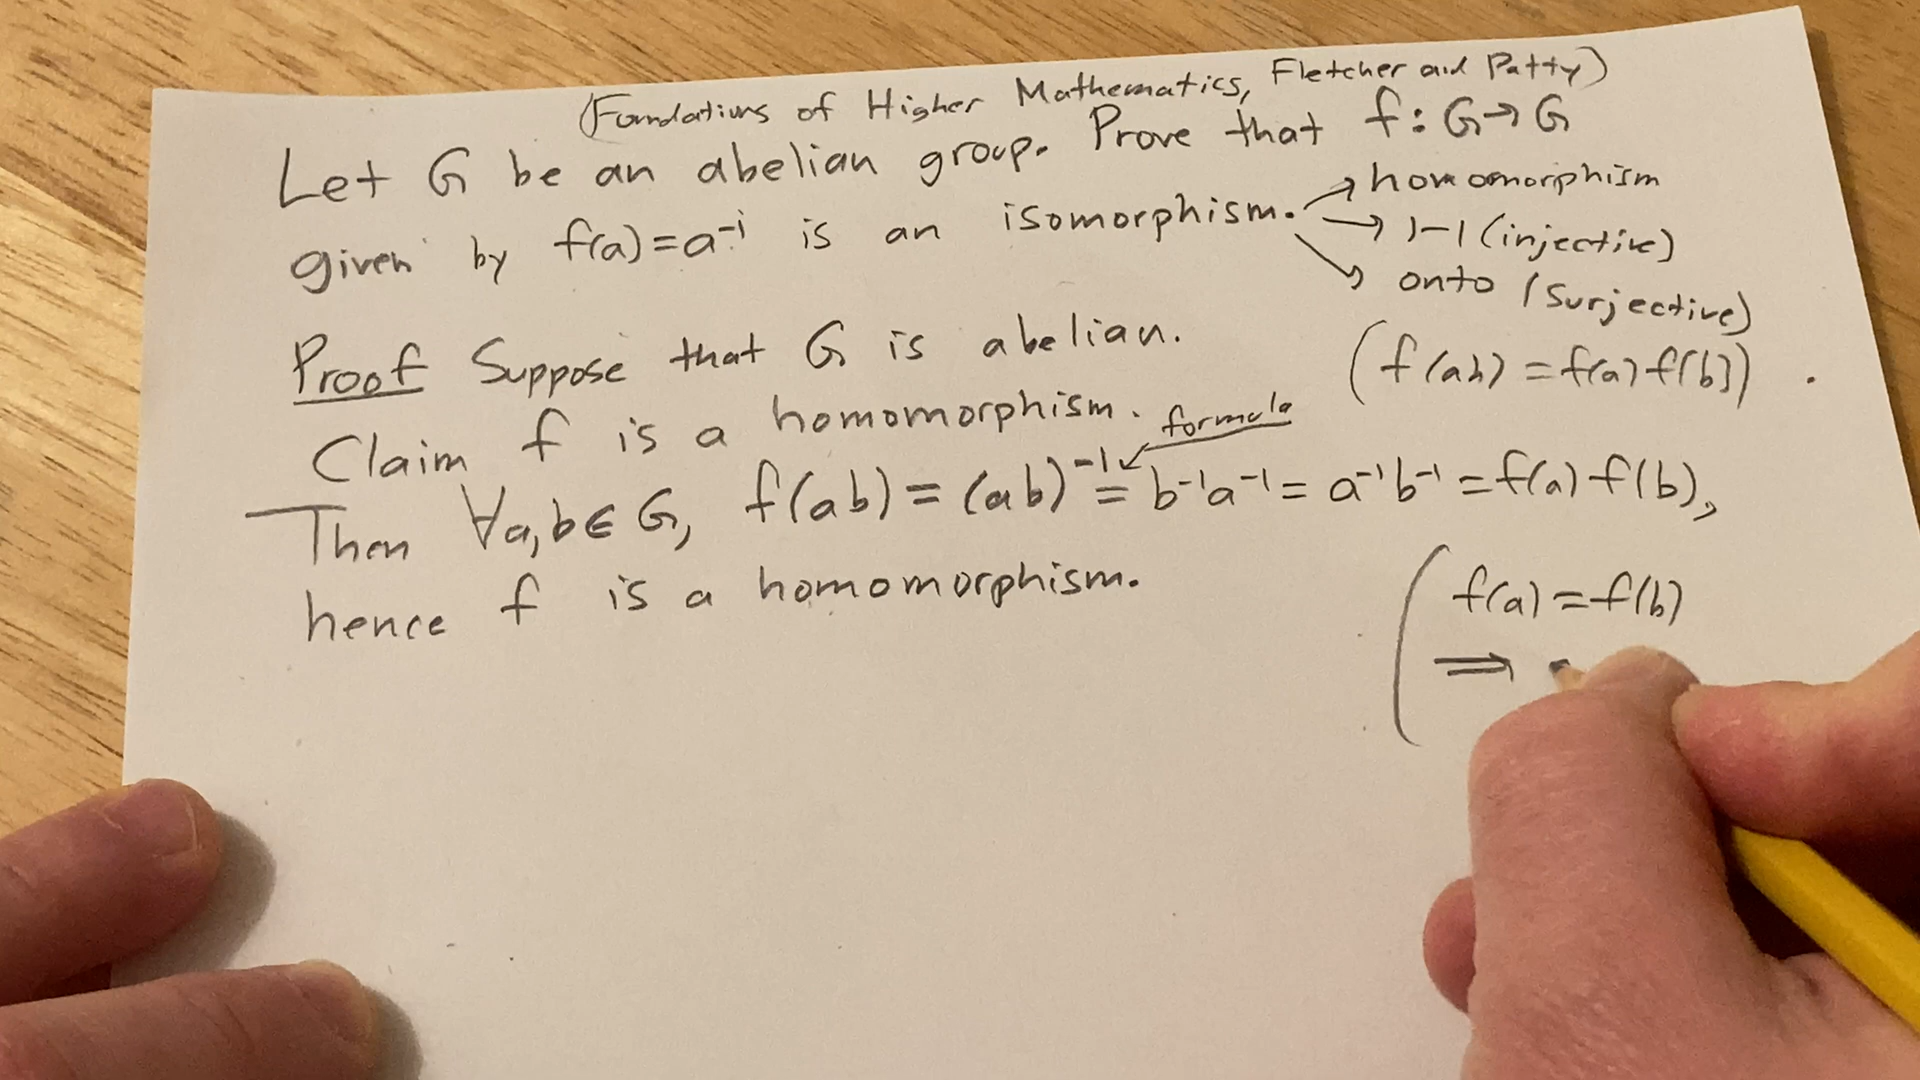 (Foundations of Higher Mathematics, Fletcher and Patty)
Let G be an abelian group. Prove that f: G→G
given by f(a)=a⁻¹ is an isomorphism.
→ homomorphism
→ 1-1 (injective)
→ onto (surjective)
Proof Suppose that G is abelian.
(f(ab) = f(a) f(b))
Claim f is a homomorphism.
formula
Then ∀a,b∈G, f(ab) = (ab)⁻¹ = b⁻¹a⁻¹ = a⁻¹b⁻¹ = f(a) f(b),
hence f is a homomorphism.
( f(a) = f(b)
⇒